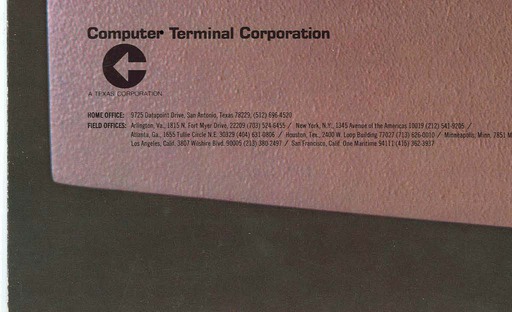 Computer Terminal Corporation
A TEXAS CORPORATION
HOME OFFICE: 9725 Datapoint Drive, San Antonio, Texas 78229, (512) 696-4520
FIELD OFFICES: Arlington, Va., 1815 N. Fort Myer Drive, 22209 (703) 524-6455 / New York, N.Y., 1345 Avenue of the Americas 10019 (212) 541-9205 /
Atlanta, Ga., 1655 Tullie Circle N.E. 30329 (404) 631-0806 / Houston, Tex., 2400 W. Loop Building 77027 (713) 626-0010 / Minneapolis, Minn. 7851 M
Los Angeles, Calif. 3807 Wilshire Blvd. 90005 (213) 380-2497 / San Francisco, Calif. One Maritime 94111 (415) 362-3937